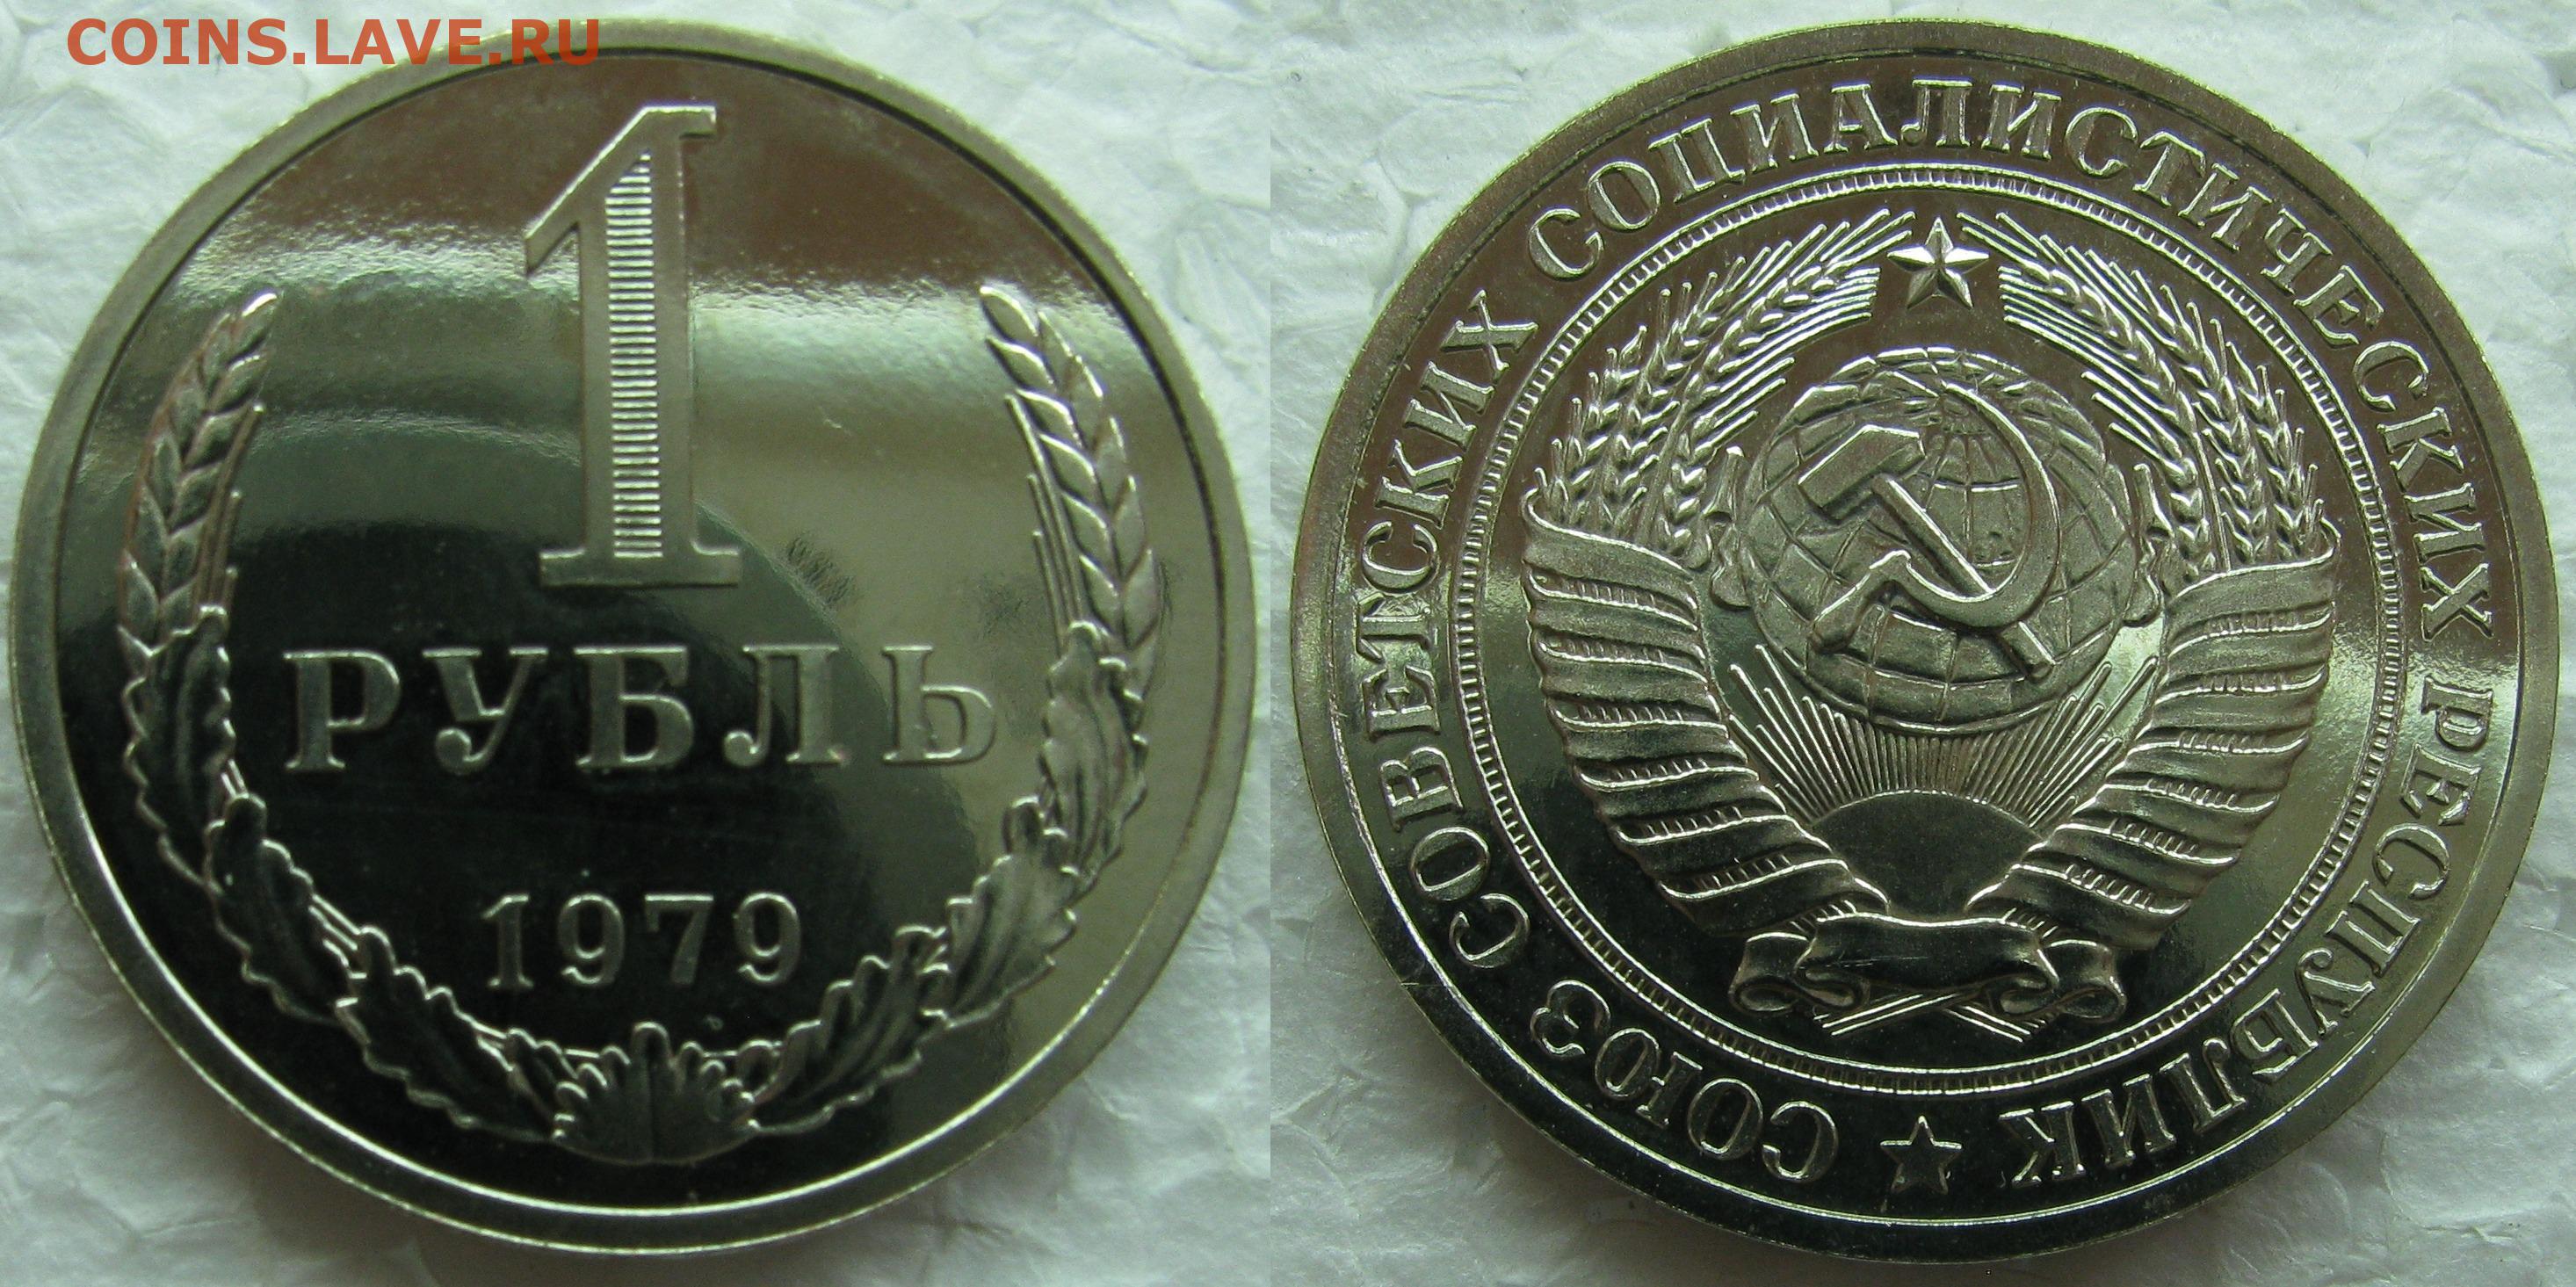 COINS.LAVE.RU
1
РУБЛЬ
1979
СОЮЗ СОВЕТСКИХ СОЦИАЛИСТИЧЕСКИХ РЕСПУБЛИК